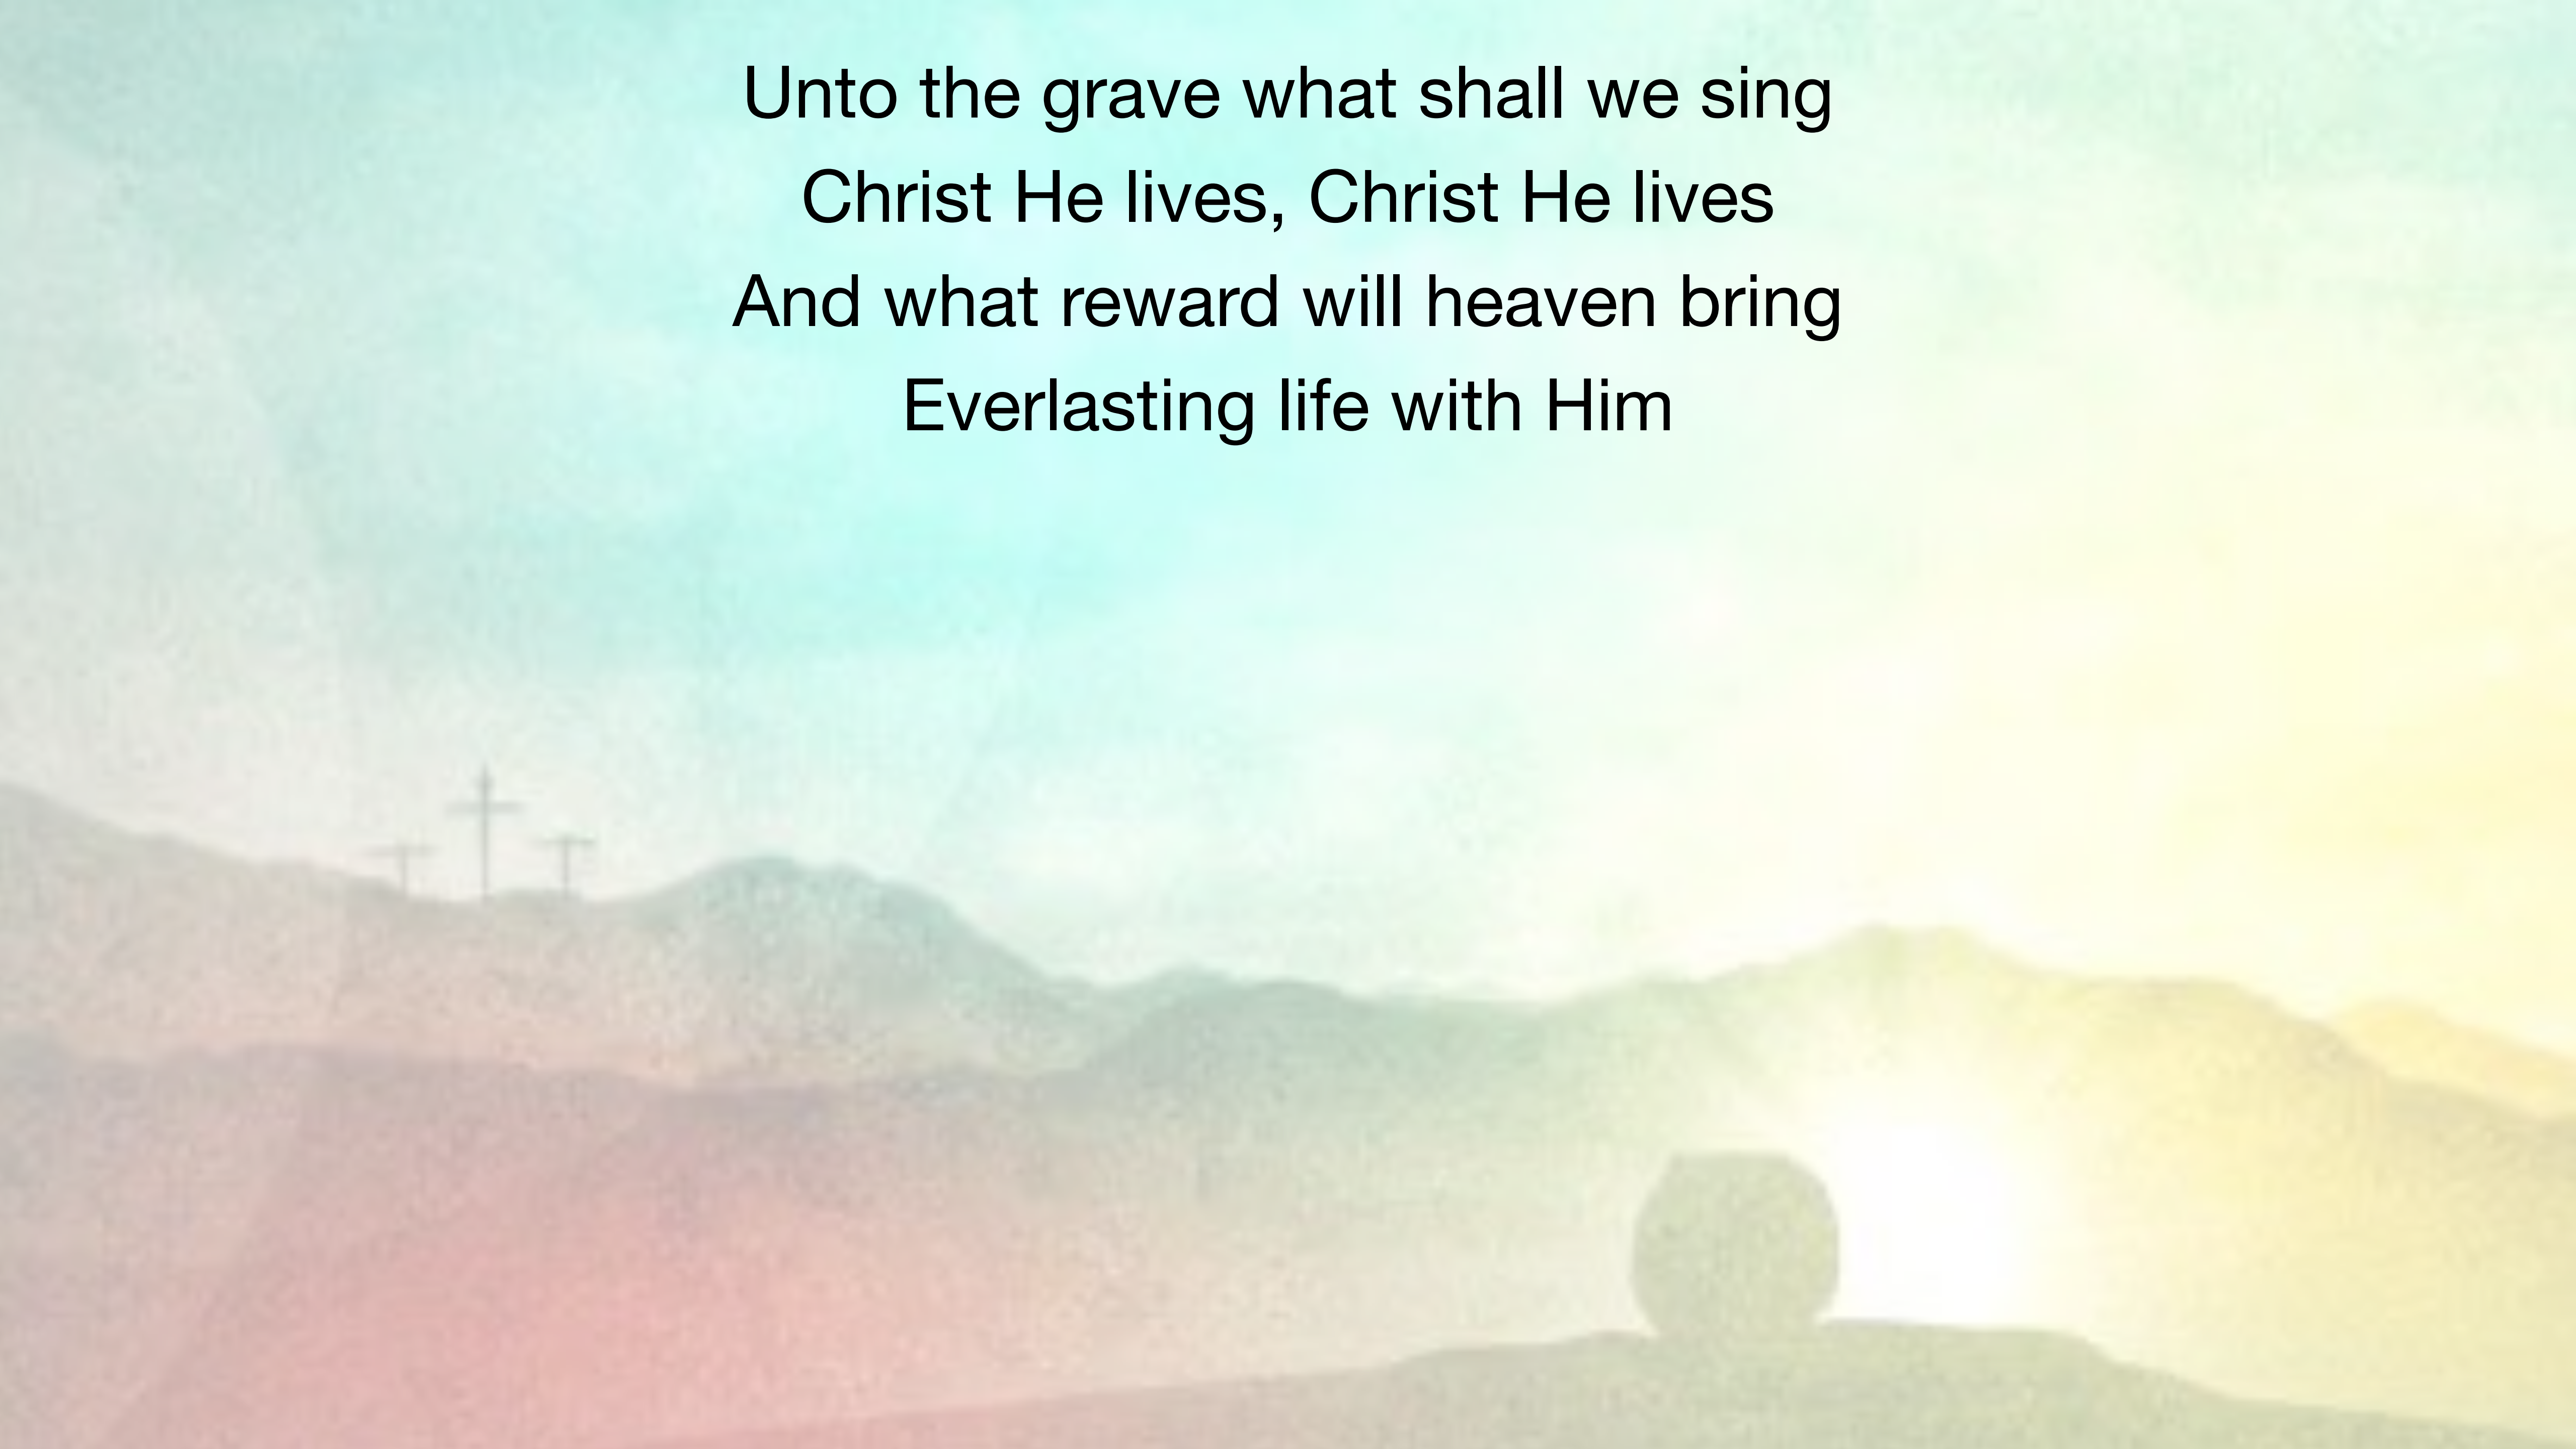 Unto the grave what shall we sing
Christ He lives, Christ He lives
And what reward will heaven bring
Everlasting life with Him